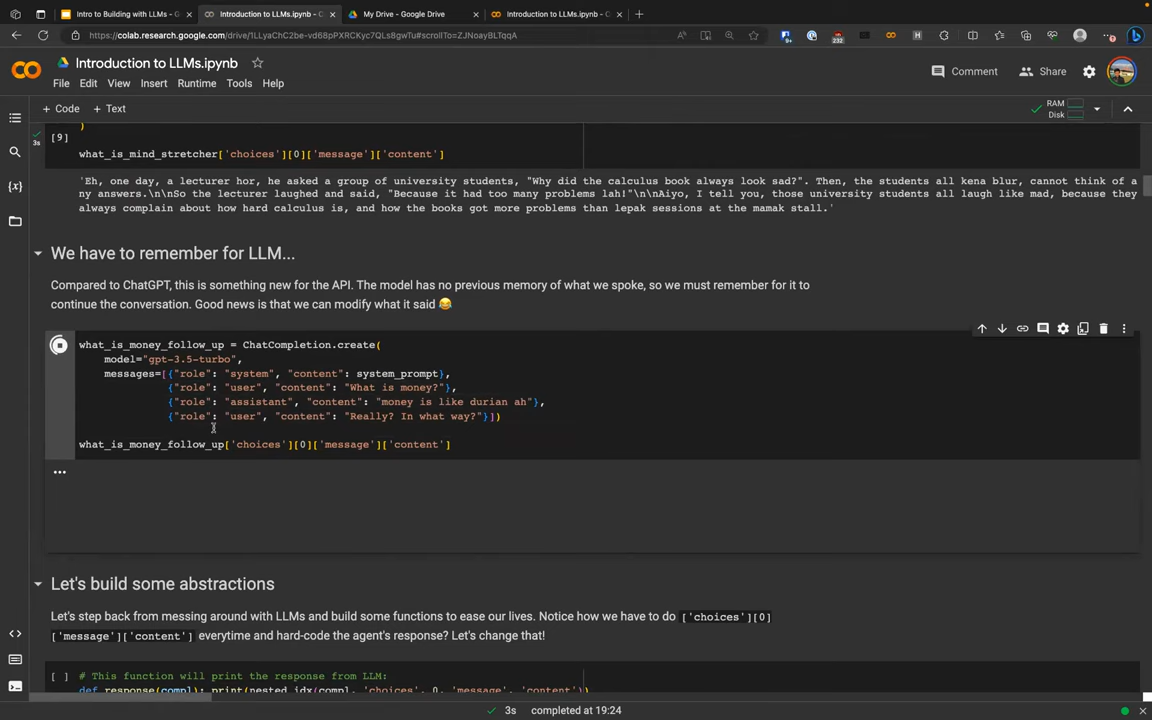 Intro to Building with LLMs - G
Introduction to LLMs.ipynb - C
My Drive - Google Drive
Introduction to LLMs.ipynb - C
https://colab.research.google.com/drive/1LLyaChC2be-vd68pPXRCKyc7QLs8gwTu#scrollTo=ZJNoayBLTqqA
232
Introduction to LLMs.ipynb
File Edit View Insert Runtime Tools Help
Comment
Share
+ Code + Text
RAM
Disk
)
[9]
3s
what_is_mind_stretcher['choices'][0]['message']['content']
'Eh, one day, a lecturer hor, he asked a group of university students, "Why did the calculus book always look sad?". Then, the students all kena blur, cannot think of a
ny answers.\n\nSo the lecturer laughed and said, "Because it had too many problems lah!"\n\nAiyo, I tell you, those university students all laugh like mad, because they
always complain about how hard calculus is, and how the books got more problems than lepak sessions at the mamak stall.'
We have to remember for LLM...
Compared to ChatGPT, this is something new for the API. The model has no previous memory of what we spoke, so we must remember for it to
continue the conversation. Good news is that we can modify what it said 😂
what_is_money_follow_up = ChatCompletion.create(
model="gpt-3.5-turbo",
messages=[{"role": "system", "content": system_prompt},
{"role": "user", "content": "What is money?"},
{"role": "assistant", "content": "money is like durian ah"},
{"role": "user", "content": "Really? In what way?"}])
what_is_money_follow_up['choices'][0]['message']['content']
Let's build some abstractions
Let's step back from messing around with LLMs and build some functions to ease our lives. Notice how we have to do ['choices'][0]
['message']['content'] everytime and hard-code the agent's response? Let's change that!
[ ] # This function will print the response from LLM:
def response(compl): print(nested_idx(compl, 'choices', 0, 'message', 'content'))
3s completed at 19:24